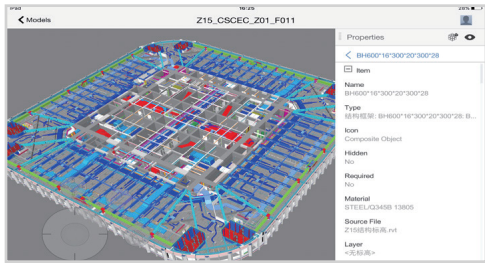 iPad
16:25
28%
Models
Z15_CSCEC_Z01_F011
Properties
BH600*16*300*20*300*28
Item
Name
BH600*16*300*20*300*28
Type
结构框架: BH600*16*300*20*300*28: B...
Icon
Composite Object
Hidden
No
Required
No
Material
STEEL/Q345B 13805
Source File
Z15结构标高.rvt
Layer
<无标高>